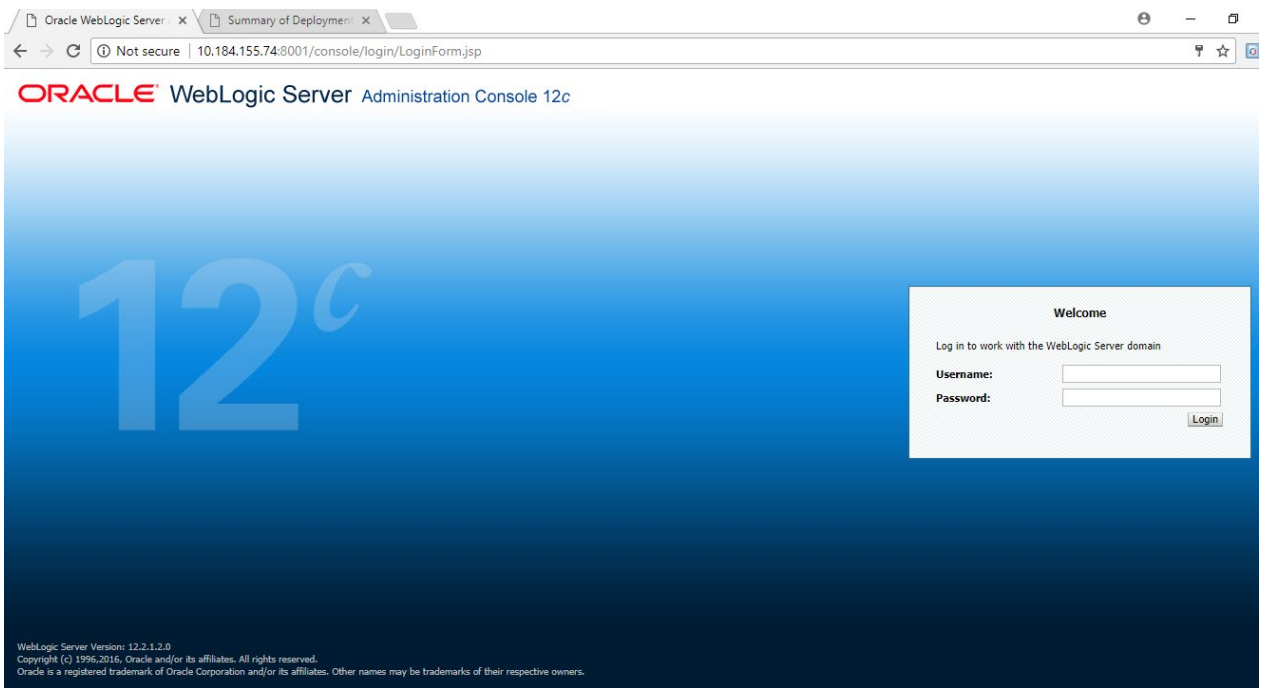 Oracle WebLogic Server
Summary of Deployment
Not secure | 10.184.155.74:8001/console/login/LoginForm.jsp
ORACLE WebLogic Server Administration Console 12c
12c
Welcome
Log in to work with the WebLogic Server domain
Username:
Password:
Login
WebLogic Server Version: 12.2.1.2.0
Copyright (c) 1996,2016, Oracle and/or its affiliates. All rights reserved.
Oracle is a registered trademark of Oracle Corporation and/or its affiliates. Other names may be trademarks of their respective owners.